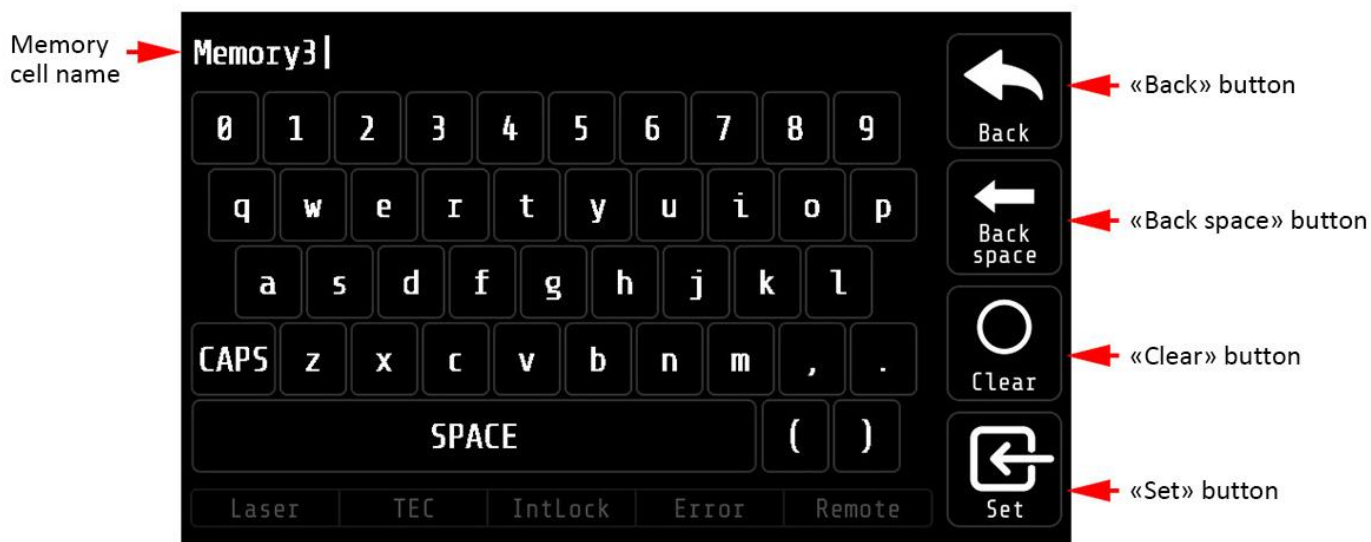 Memory
cell name
Memory3
0 1 2 3 4 5 6 7 8 9
q w e r t y u i o p
a s d f g h j k l
CAPS z x c v b n m , .
SPACE ( )
Laser TEC IntLock Error Remote
Back
Back
space
Clear
Set
«Back» button
«Back space» button
«Clear» button
«Set» button